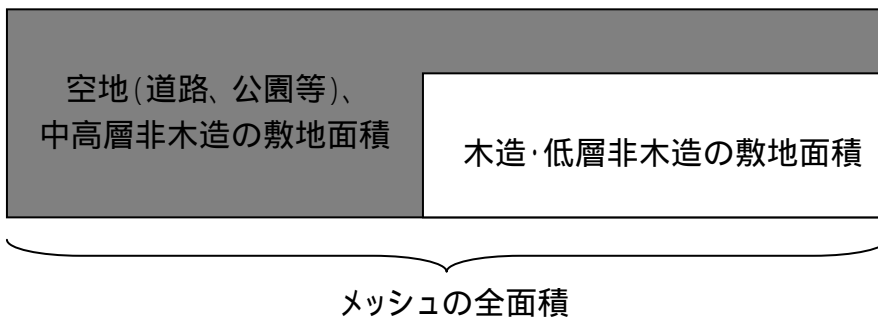 空地(道路、公園等)、
中高層非木造の敷地面積
木造・低層非木造の敷地面積
メッシュの全面積